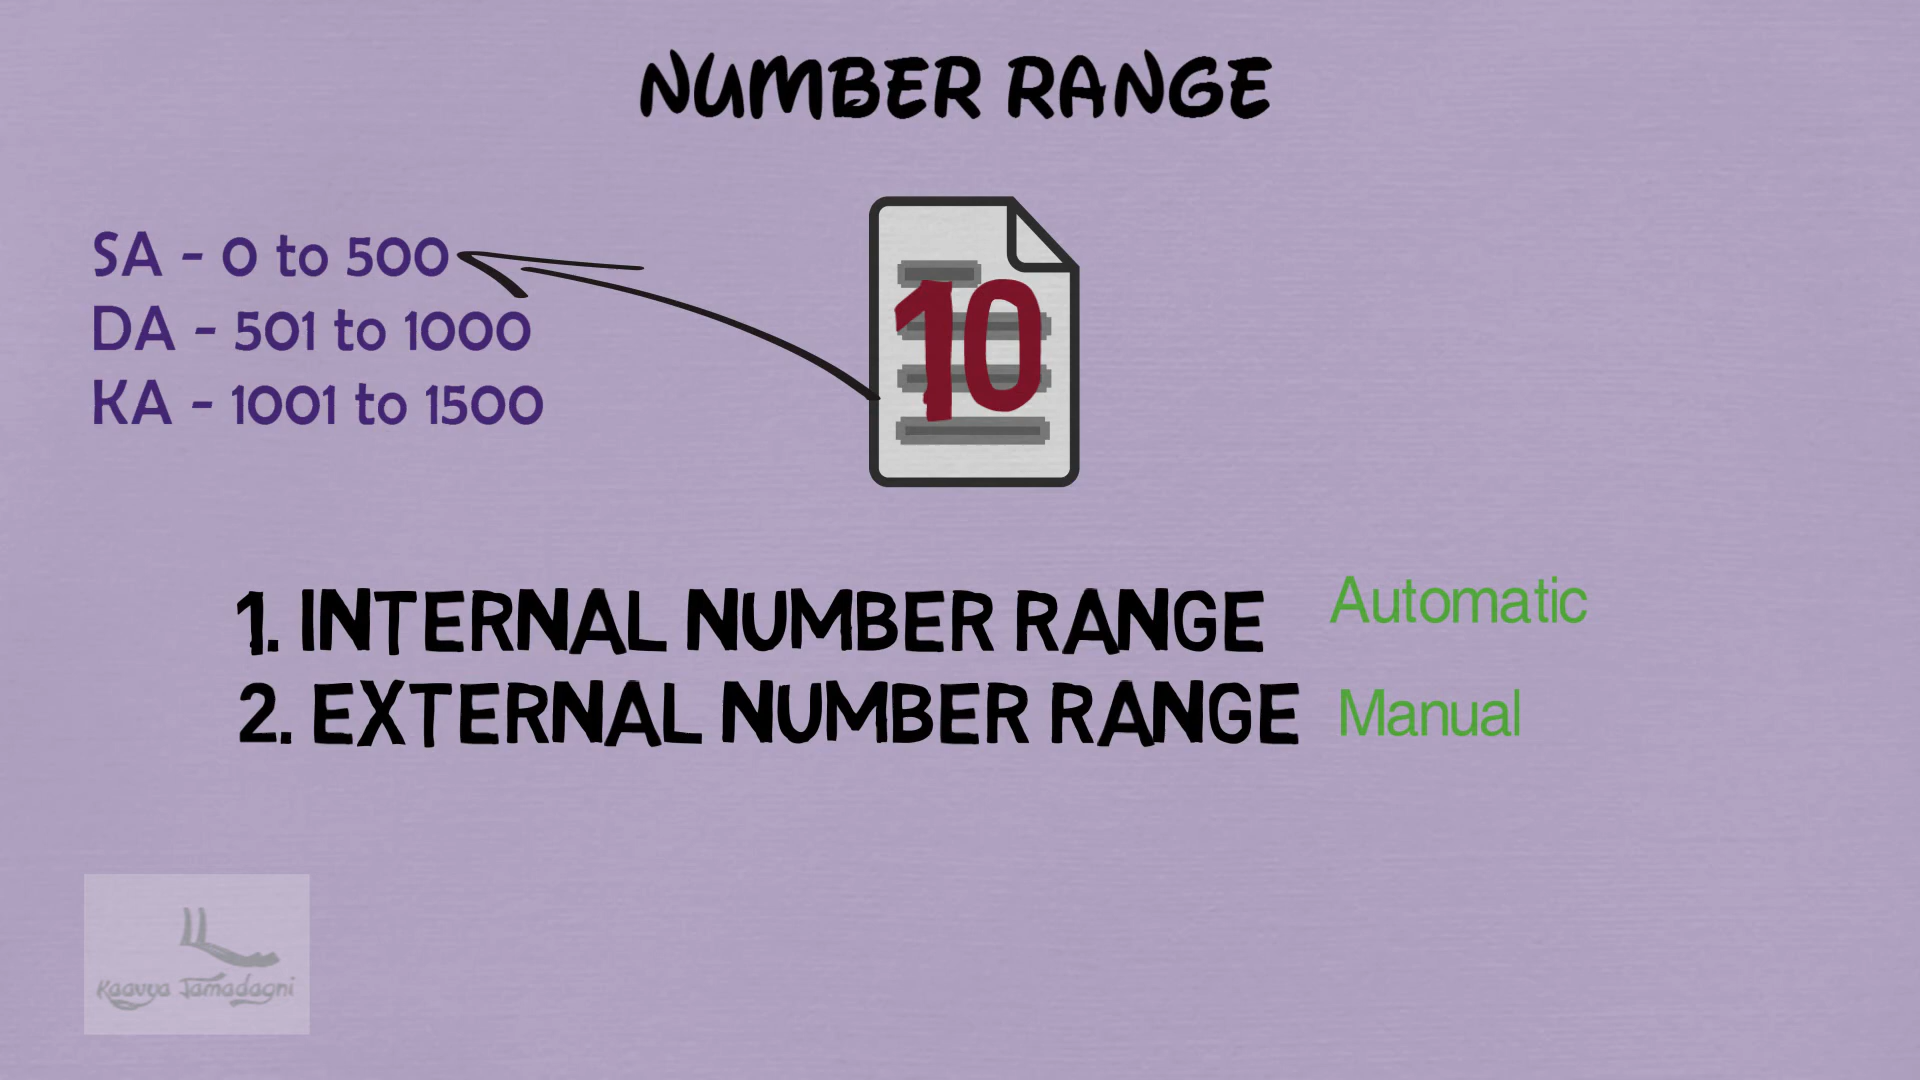 NUMBER RANGE
SA - 0 to 500
DA - 501 to 1000
KA - 1001 to 1500
10
1. INTERNAL NUMBER RANGE Automatic
2. EXTERNAL NUMBER RANGE Manual
Kaavya Jamadagni